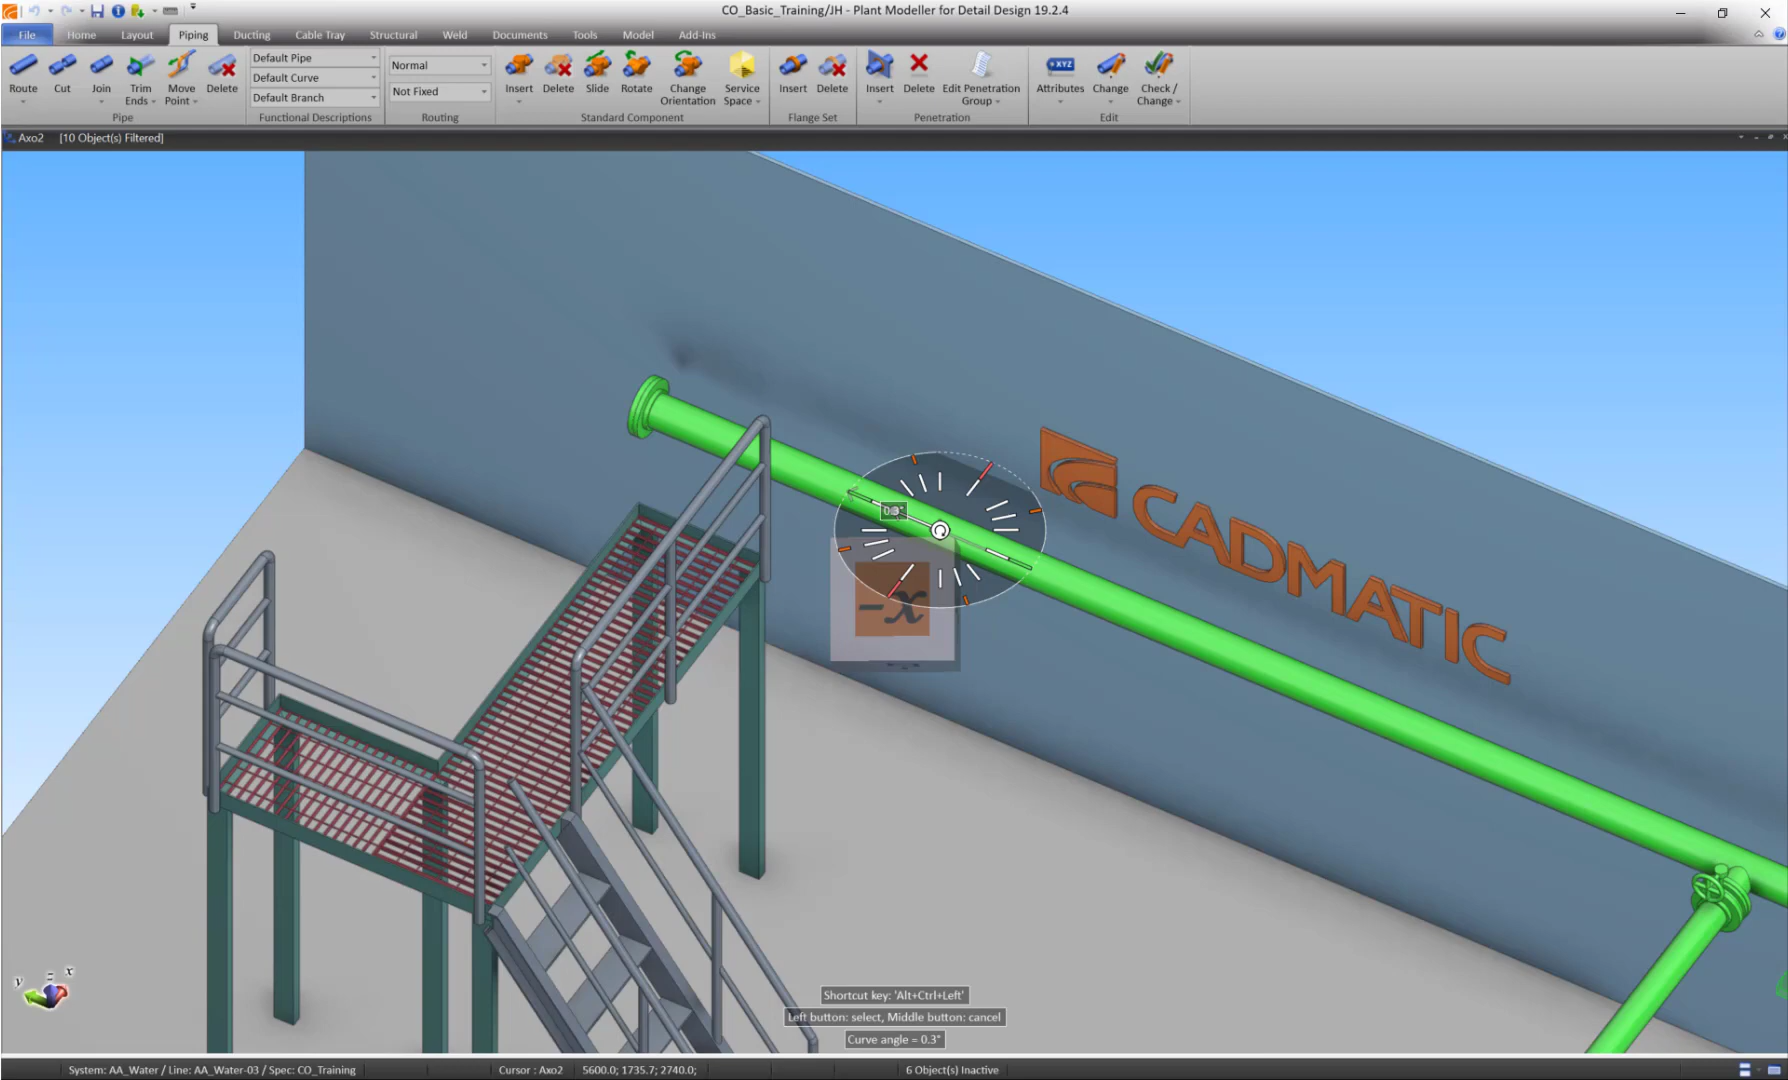 CO_Basic_Training/JH - Plant Modeller for Detail Design 19.2.4
File Home Layout Piping Ducting Cable Tray Structural Weld Documents Tools Model Add-Ins
Route Cut Join Trim Ends Move Point Delete
Pipe
Default Pipe
Default Curve
Default Branch
Functional Descriptions
Normal
Not Fixed
Routing
Insert Delete Slide Rotate Change Orientation Service Space
Standard Component
Insert Delete
Flange Set
Insert Delete Edit Penetration Group
Penetration
XYZ
Attributes Change Check / Change
Edit
Axo2 [10 Object(s) Filtered]
0.3°
CADMATIC
-x
y z x
Shortcut key: 'Alt+Ctrl+Left'
Left button: select, Middle button: cancel
Curve angle = 0.3°
System: AA_Water / Line: AA_Water-03 / Spec: CO_Training Cursor : Axo2 5600.0; 1735.7; 2740.0; 6 Object(s) Inactive